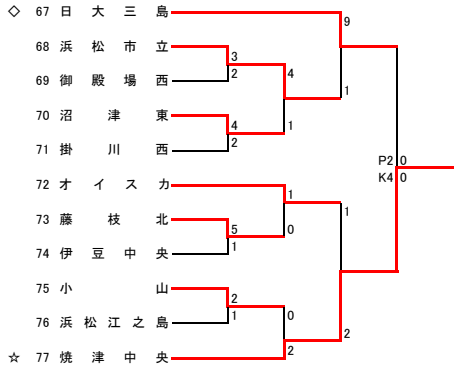 ◇ 67 日大三島 9
68 浜松市立 3
69 御殿場西 2
4
1
70 沼津東 4
1
71 掛川西 2
P2 0
K4 0
72 オイスカ 1
1
73 藤枝北 5
0
74 伊豆中央 1
75 小山 2
0
76 浜松江之島 1
2
☆ 77 焼津中央 2